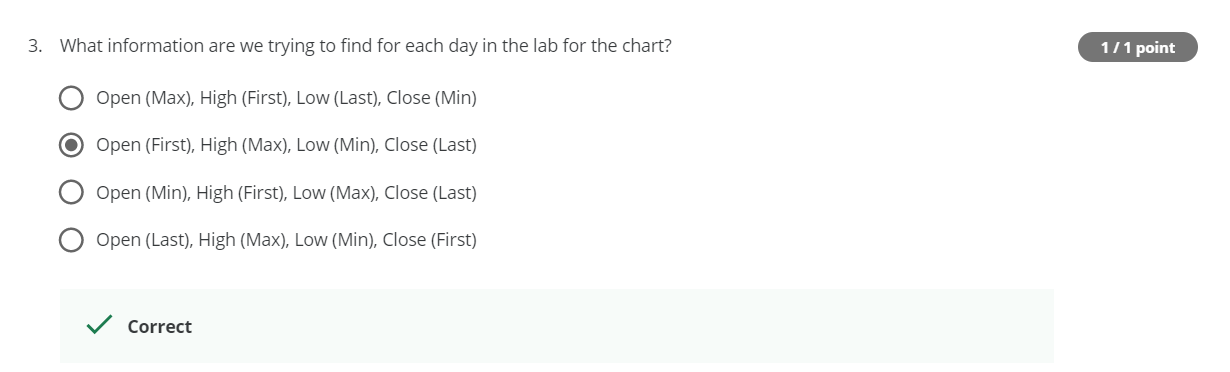 3. What information are we trying to find for each day in the lab for the chart?
1 / 1 point
Open (Max), High (First), Low (Last), Close (Min)
Open (First), High (Max), Low (Min), Close (Last)
Open (Min), High (First), Low (Max), Close (Last)
Open (Last), High (Max), Low (Min), Close (First)
Correct